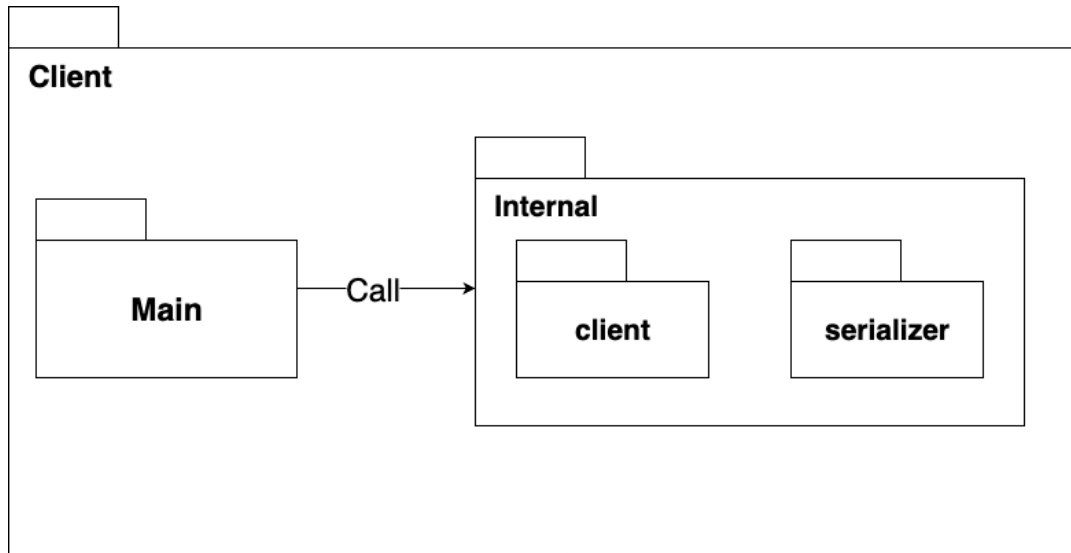 Client
Internal
Main
Call
client
serializer